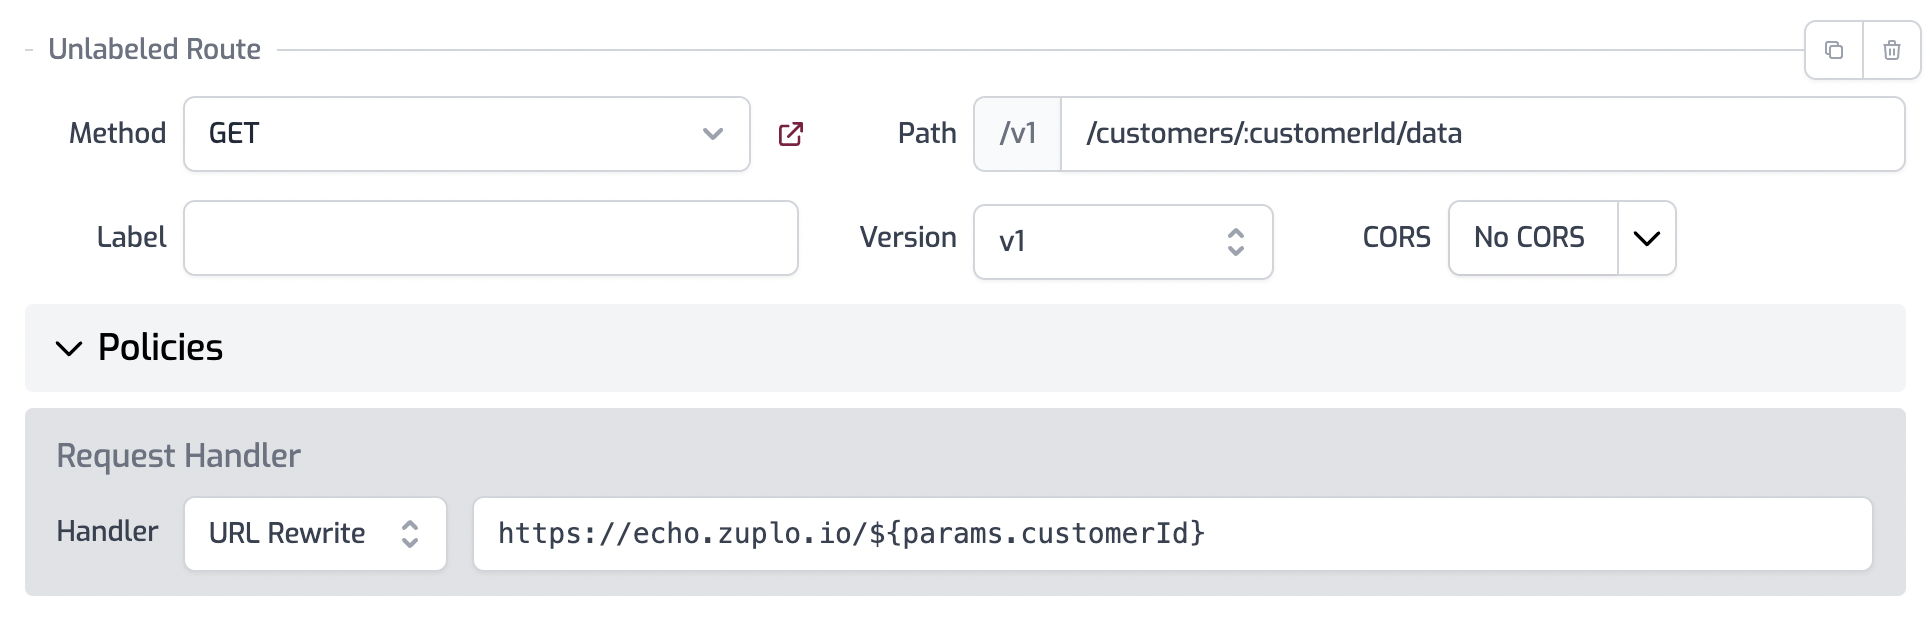 Unlabeled Route
Method GET Path /v1 /customers/:customerId/data
Label Version v1 CORS No CORS
Policies
Request Handler
Handler URL Rewrite https://echo.zuplo.io/${params.customerId}